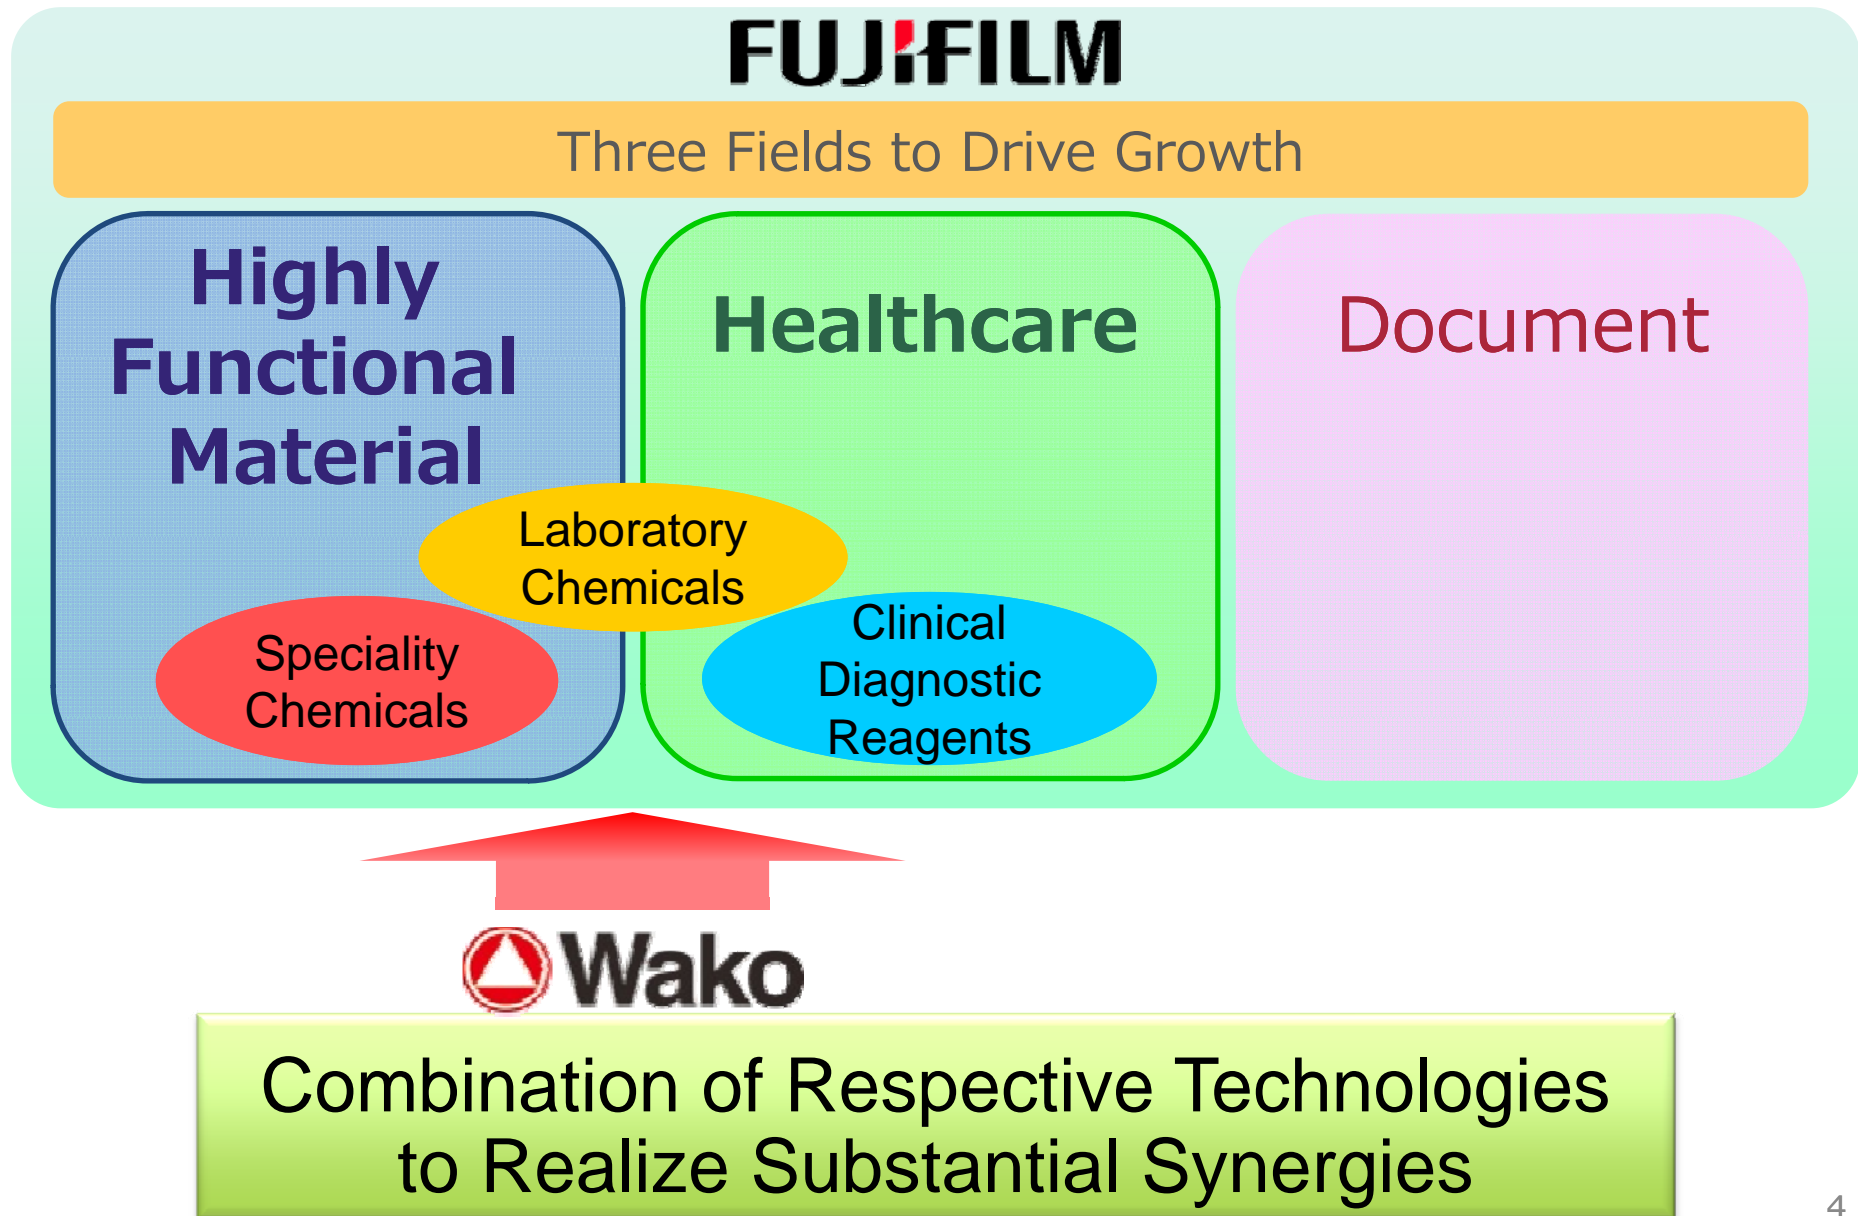 FUJIFILM
Three Fields to Drive Growth
Highly
Functional
Material
Healthcare
Document
Laboratory
Chemicals
Speciality
Chemicals
Clinical
Diagnostic
Reagents
Wako
Combination of Respective Technologies
to Realize Substantial Synergies
4